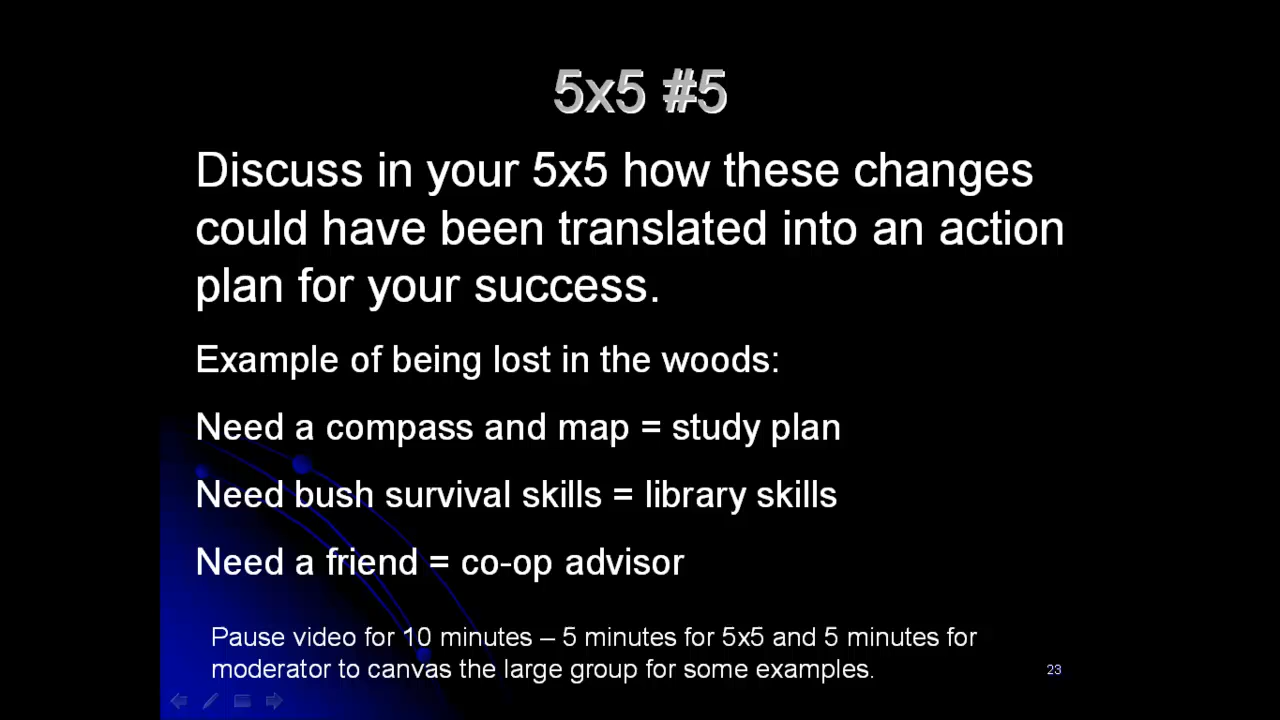 5x5 #5
Discuss in your 5x5 how these changes
could have been translated into an action
plan for your success.
Example of being lost in the woods:
Need a compass and map = study plan
Need bush survival skills = library skills
Need a friend = co-op advisor
Pause video for 10 minutes – 5 minutes for 5x5 and 5 minutes for
moderator to canvas the large group for some examples.
23